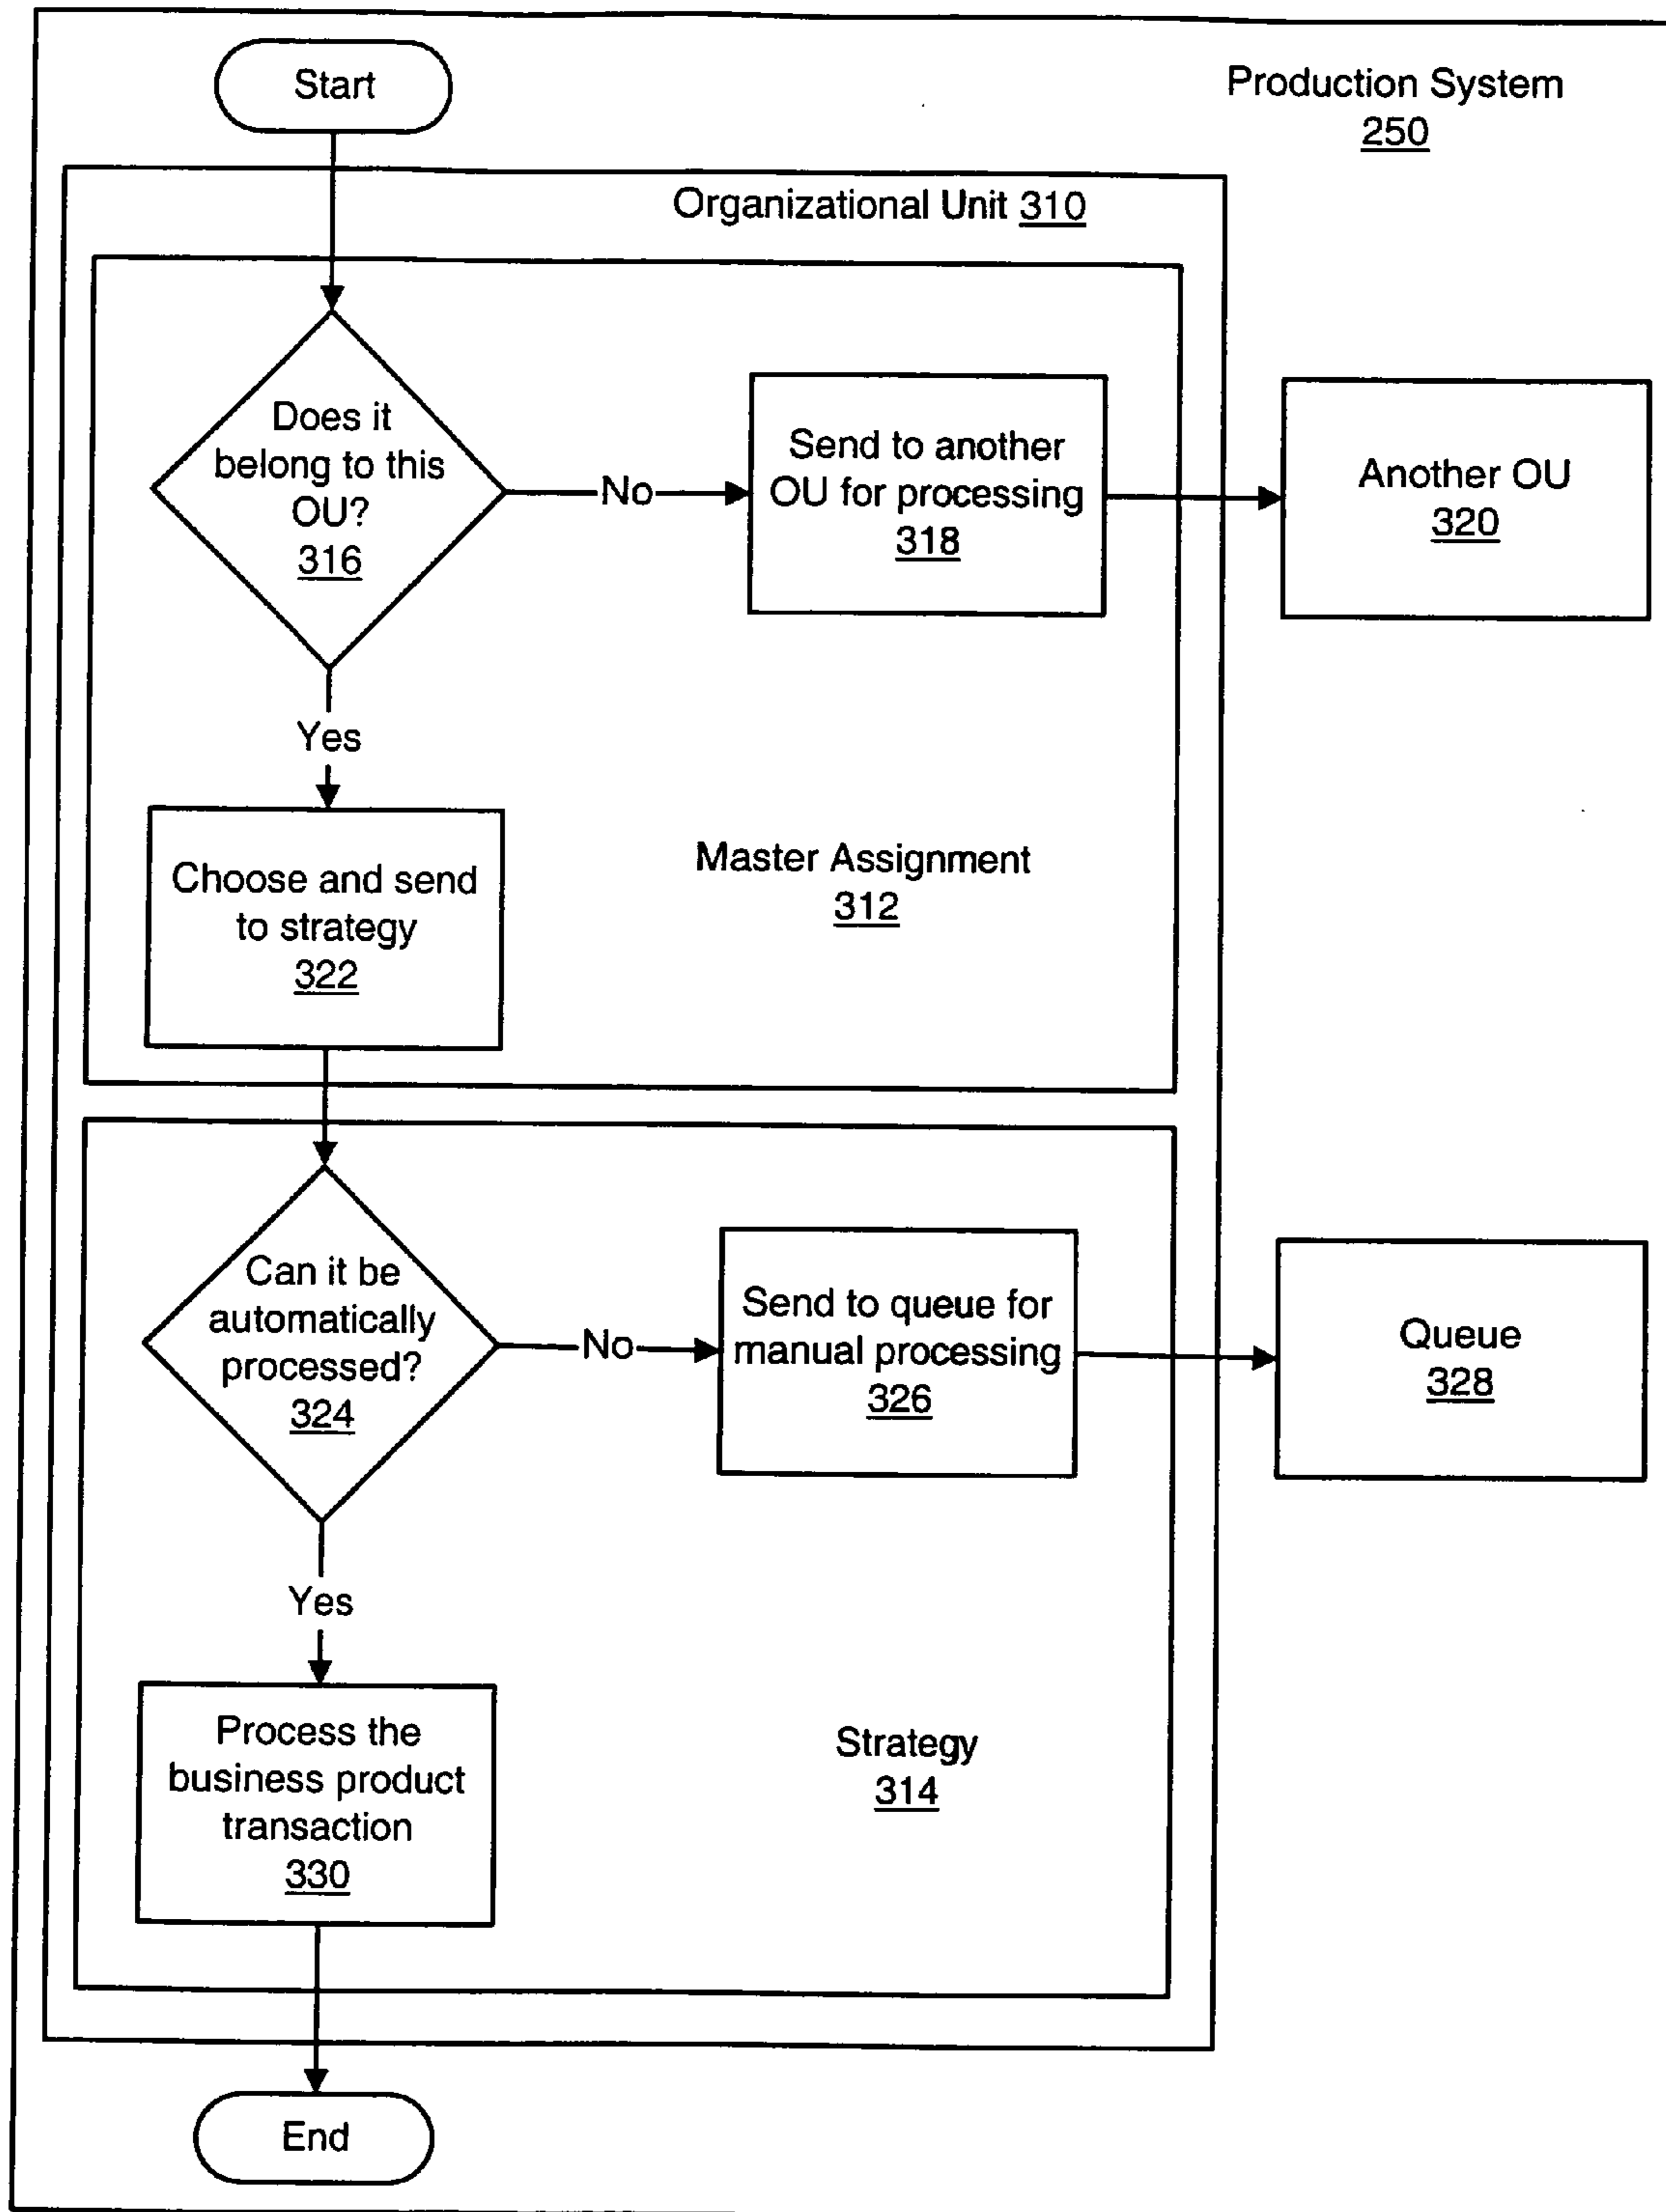 Start
Production System
250
Organizational Unit 310
Does it
belong to this
OU?
316
No
Send to another
OU for processing
318
Another OU
320
Yes
Choose and send
to strategy
322
Master Assignment
312
Can it be
automatically
processed?
324
No
Send to queue for
manual processing
326
Queue
328
Yes
Process the
business product
transaction
330
Strategy
314
End